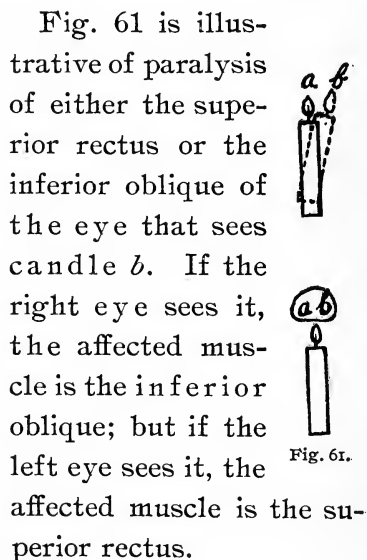 Fig. 61 is illus-
trative of paralysis
of either the supe-
rior rectus or the
inferior oblique of
the eye that sees
candle b. If the
right eye sees it,
the affected mus-
cle is the inferior
oblique; but if the
left eye sees it, the
affected muscle is the su-
perior rectus.
a b
ab
Fig. 61.